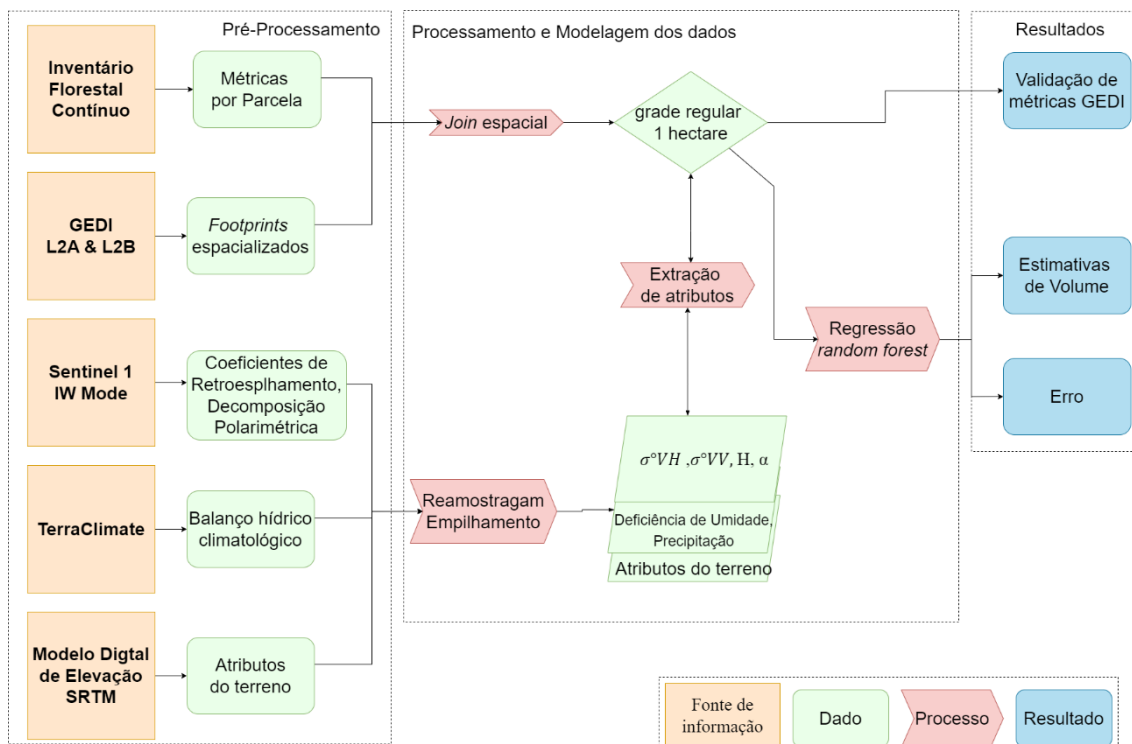 Pré-Processamento
Inventário
Florestal
Contínuo
Métricas
por Parcela
GEDI
L2A & L2B
Footprints
espacializados
Sentinel 1
IW Mode
Coeficientes de
Retroesplhamento,
Decomposição
Polarimétrica
TerraClimate
Balanço hídrico
climatológico
Modelo Digtal
de Elevação
SRTM
Atributos
do terreno
Processamento e Modelagem dos dados
Join espacial
grade regular
1 hectare
Extração
de atributos
Regressão
random forest
Reamostragam
Empilhamento
σ°VH ,σ°VV, H, α
Deficiência de Umidade,
Precipitação
Atributos do terreno
Resultados
Validação de
métricas GEDI
Estimativas
de Volume
Erro
Fonte de
informação
Dado
Processo
Resultado